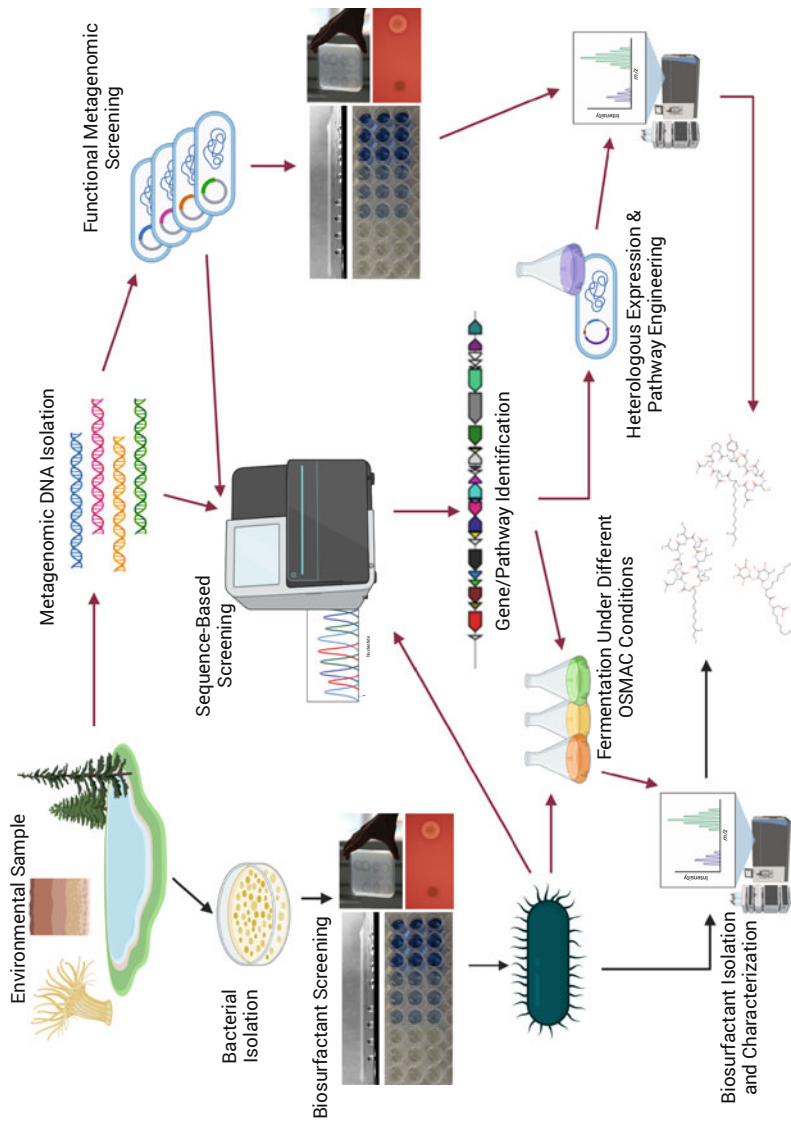 Environmental Sample
Metagenomic DNA Isolation
Functional Metagenomic
Screening
Bacterial
Isolation
Sequence-Based
Screening
Nucleotide
Biosurfactant Screening
Gene/Pathway Identification
Intensity
m/z
Heterologous Expression &
Pathway Engineering
Fermentation Under Different
OSMAC Conditions
Intensity
m/z
Biosurfactant Isolation
and Characterization